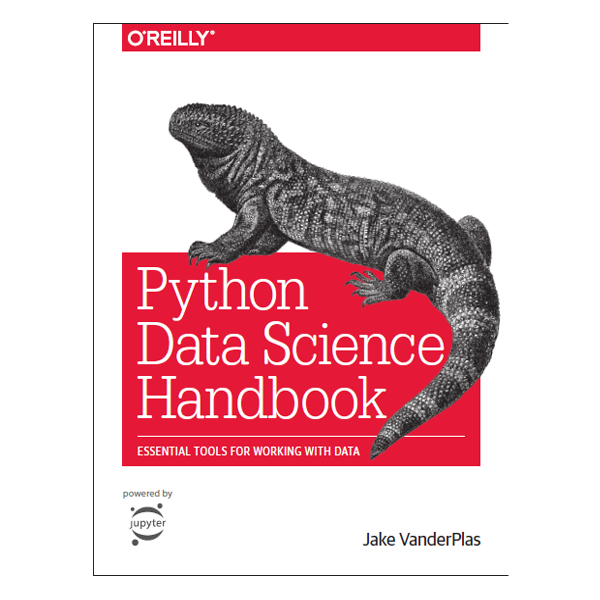 O'REILLY®
Python
Data Science
Handbook
ESSENTIAL TOOLS FOR WORKING WITH DATA
powered by
jupyter
Jake VanderPlas